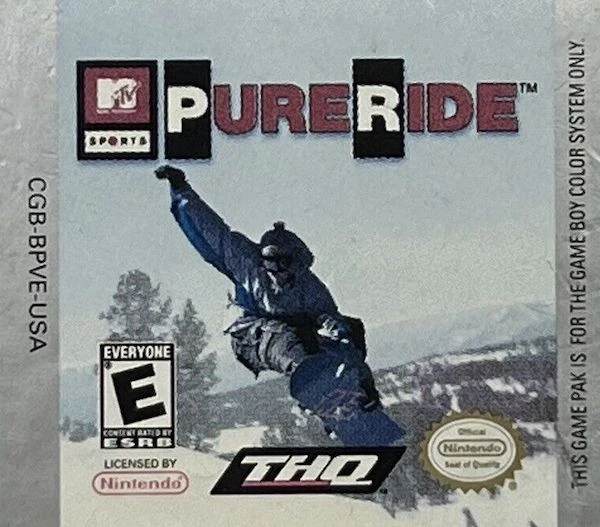 MTV
SPORTS
PURERIDE™
CGB-BPVE-USA
THIS GAME PAK IS FOR THE GAME BOY COLOR SYSTEM ONLY.
EVERYONE
E
CONTENT RATED BY
ESRB
LICENSED BY
Nintendo®
THQ
Official
Nintendo
Seal of Quality